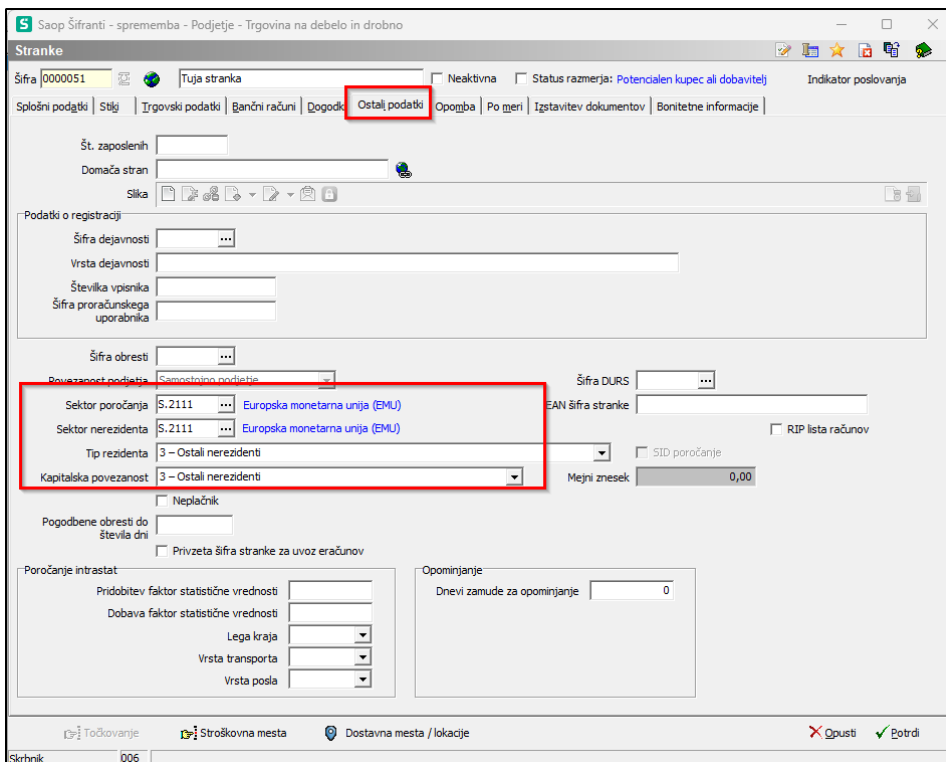 Saop Šifranti - sprememba - Podjetje - Trgovina na debelo in drobno
Stranke
Šifra 0000051 Tuja stranka Neaktivna Status razmerja: Potencialen kupec ali dobavitelj Indikator poslovanja
Splošni podatki Stiki Trgovski podatki Bančni računi Dogodk Ostali podatki Opomba Po meri Izstavitev dokumentov Bonitetne informacije
Št. zaposlenih
Domača stran
Slika
Podatki o registraciji
Šifra dejavnosti ...
Vrsta dejavnosti
Številka vpisnika
Šifra proračunskega
uporabnika
Šifra obresti ...
Povezanost podjetja Samostojno podjetje Šifra DURS ...
Sektor poročanja S.2111 ... Europska monetarna unija (EMU) EAN šifra stranke
Sektor nerezidenta S.2111 ... Europska monetarna unija (EMU) RIP lista računov
Tip rezidenta 3 – Ostali nerezidenti SID poročanje
Kapitalska povezanost 3 – Ostali nerezidenti Mejni znesek 0,00
Neplačnik
Pogodbene obresti do
števila dni
Privzeta šifra stranke za uvoz eračunov
Poročanje intrastat Opominjanje
Pridobitev faktor statistične vrednosti Dnevi zamude za opominjanje 0
Dobava faktor statistične vrednosti
Lega kraja
Vrsta transporta
Vrsta posla
Točkovanje Stroškovna mesta Dostavna mesta / lokacije Opusti Potrdi
Skrbnik 006